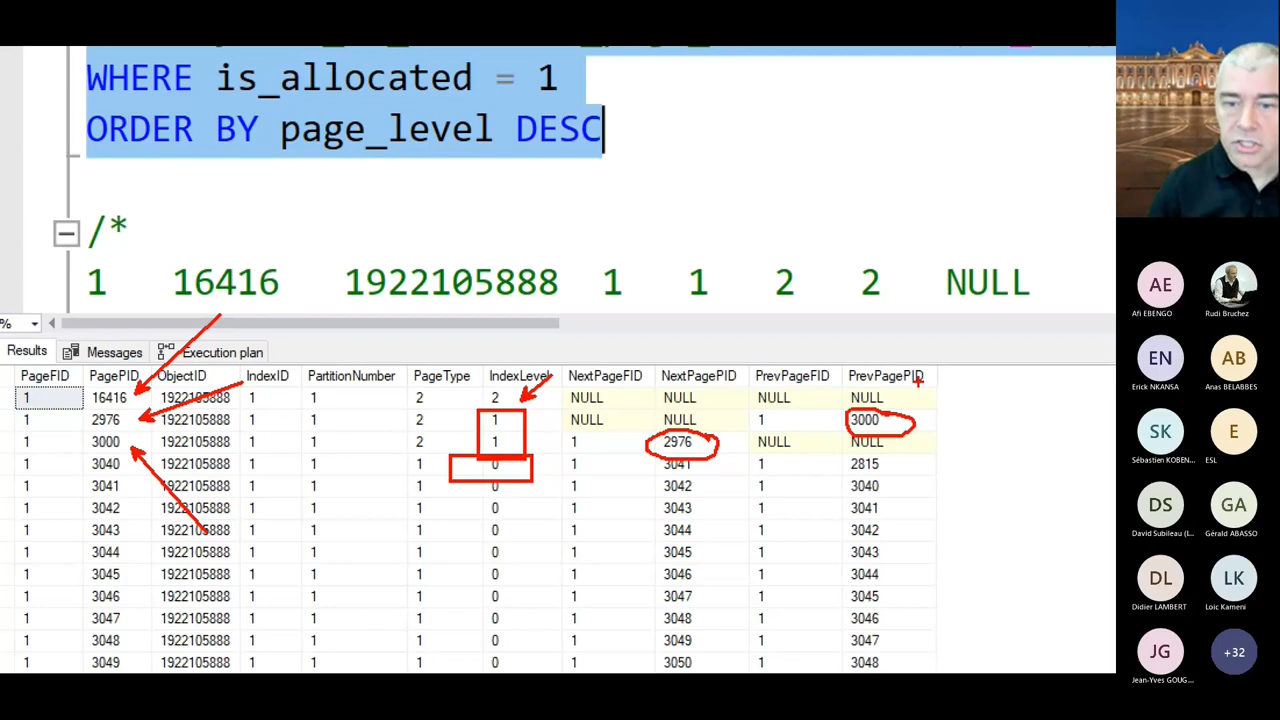 WHERE is_allocated = 1
ORDER BY page_level DESC
/*
1 16416 1922105888 1 1 2 2 NULL
%
Results Messages Execution plan
PageFID PagePID ObjectID IndexID PartitionNumber PageType IndexLevel NextPageFID NextPagePID PrevPageFID PrevPagePID
1 16416 1922105888 1 1 2 2 NULL NULL NULL NULL
1 2976 1922105888 1 1 2 1 NULL NULL 1 3000
1 3000 1922105888 1 1 2 1 1 2976 NULL NULL
1 3040 1922105888 1 1 1 0 1 3041 1 2815
1 3041 1922105888 1 1 1 0 1 3042 1 3040
1 3042 1922105888 1 1 1 0 1 3043 1 3041
1 3043 1922105888 1 1 1 0 1 3044 1 3042
1 3044 1922105888 1 1 1 0 1 3045 1 3043
1 3045 1922105888 1 1 1 0 1 3046 1 3044
1 3046 1922105888 1 1 1 0 1 3047 1 3045
1 3047 1922105888 1 1 1 0 1 3048 1 3046
1 3048 1922105888 1 1 1 0 1 3049 1 3047
1 3049 1922105888 1 1 1 0 1 3050 1 3048
AE
Afi EBENGO Rudi Bruchez
EN AB
Erick NKANSA Anas BELABBES
SK E
Sébastien KOBEN... ESL
DS GA
David Subileau (L... Gérald ABASSO
DL LK
Didier LAMBERT Loic Kameni
JG +32
Jean-Yves GOUG...